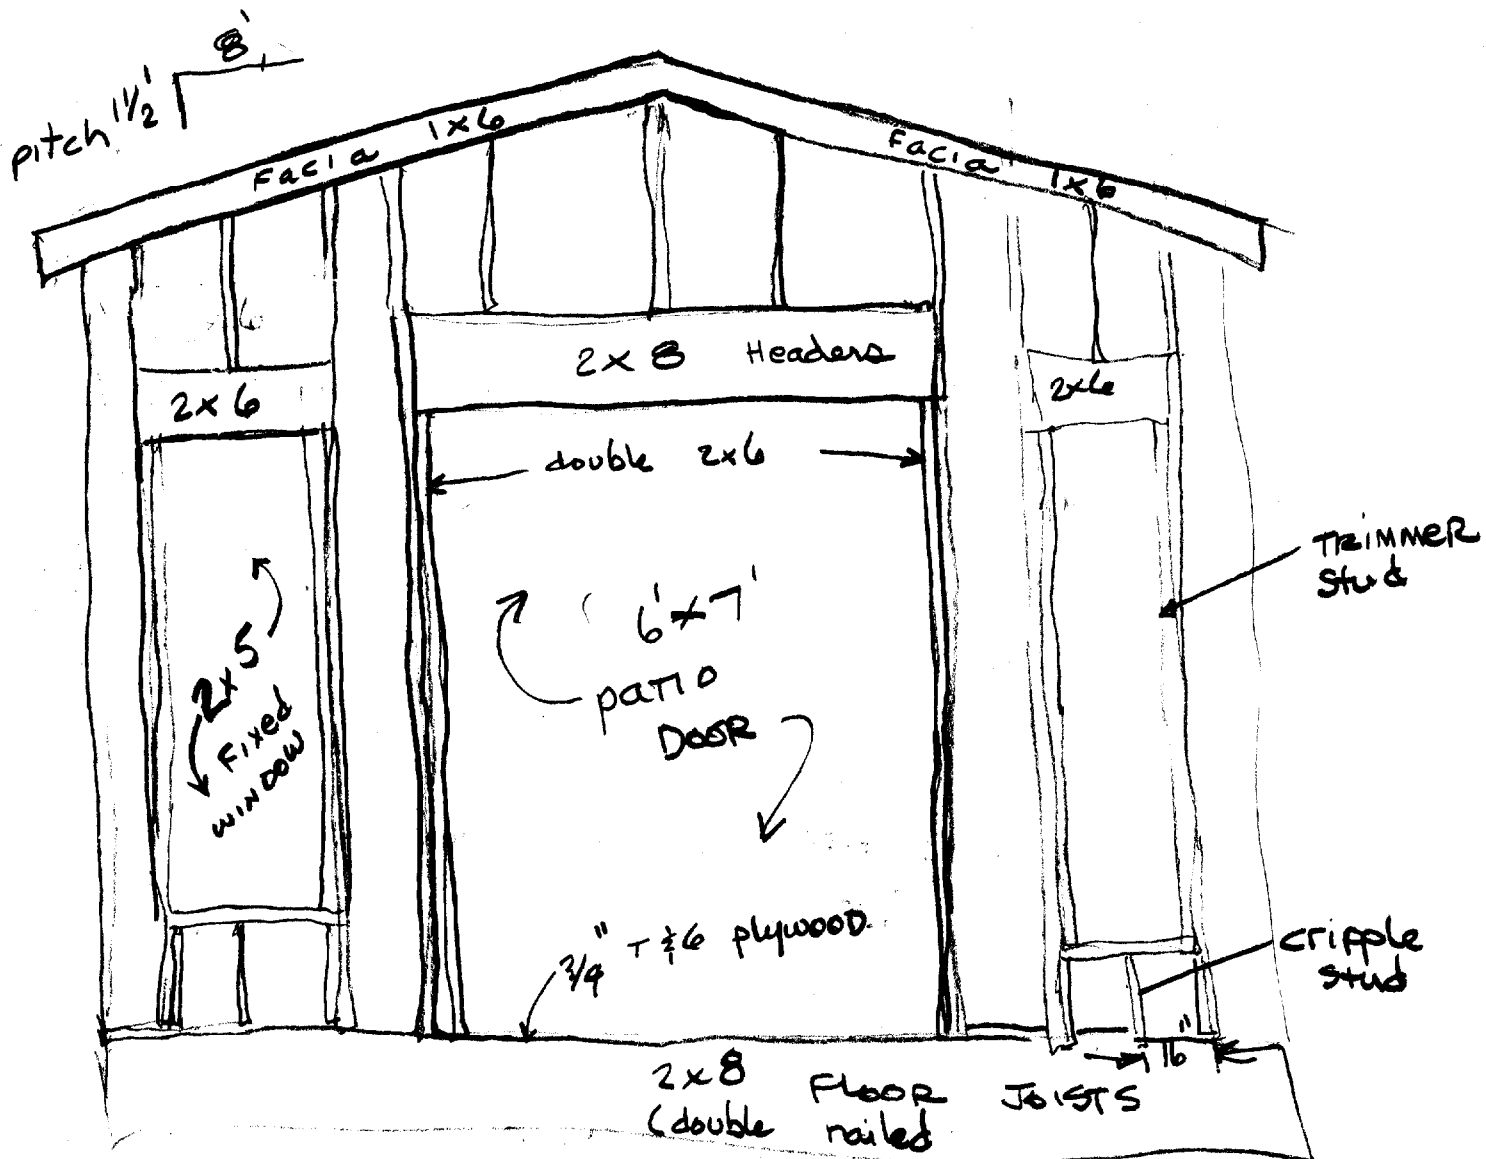 8'
pitch 1 1/2'
Facia 1x6
Facia 1x6
2x8 Headers
2x6
2x6
double 2x6
TRIMMER
Stud
6'x7'
patio
DOOR
2x5
Fixed
WINDOW
3/4" T & G plywood
cripple
stud
16"
2x8 FLOOR JOISTS
(double nailed